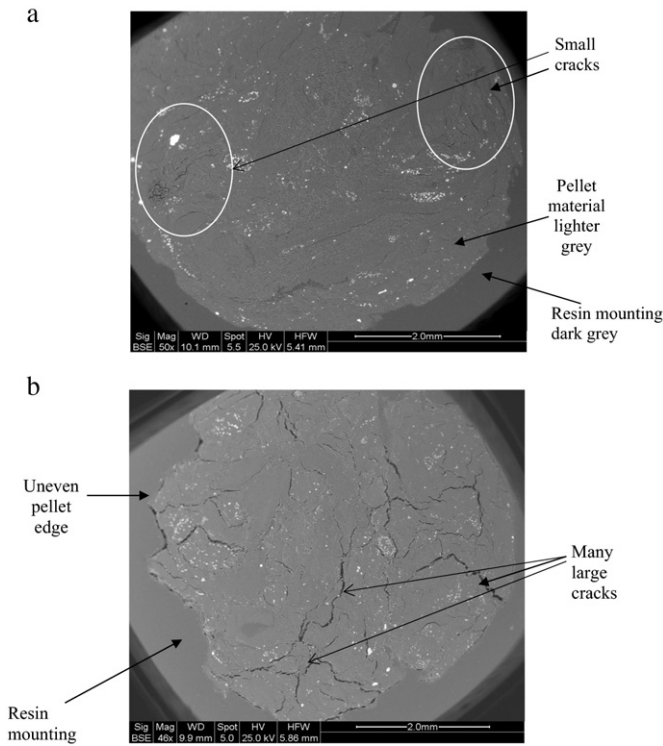 a
Small
cracks
Pellet
material
lighter
grey
Resin mounting
dark grey
Sig Mag WD Spot HV HFW
BSE 50x 10.1 mm 5.5 25.0 kV 5.41 mm
2.0mm
b
Uneven
pellet
edge
Many
large
cracks
Resin
mounting
Sig Mag WD Spot HV HFW
BSE 46x 9.9 mm 5.0 25.0 kV 5.86 mm
2.0mm